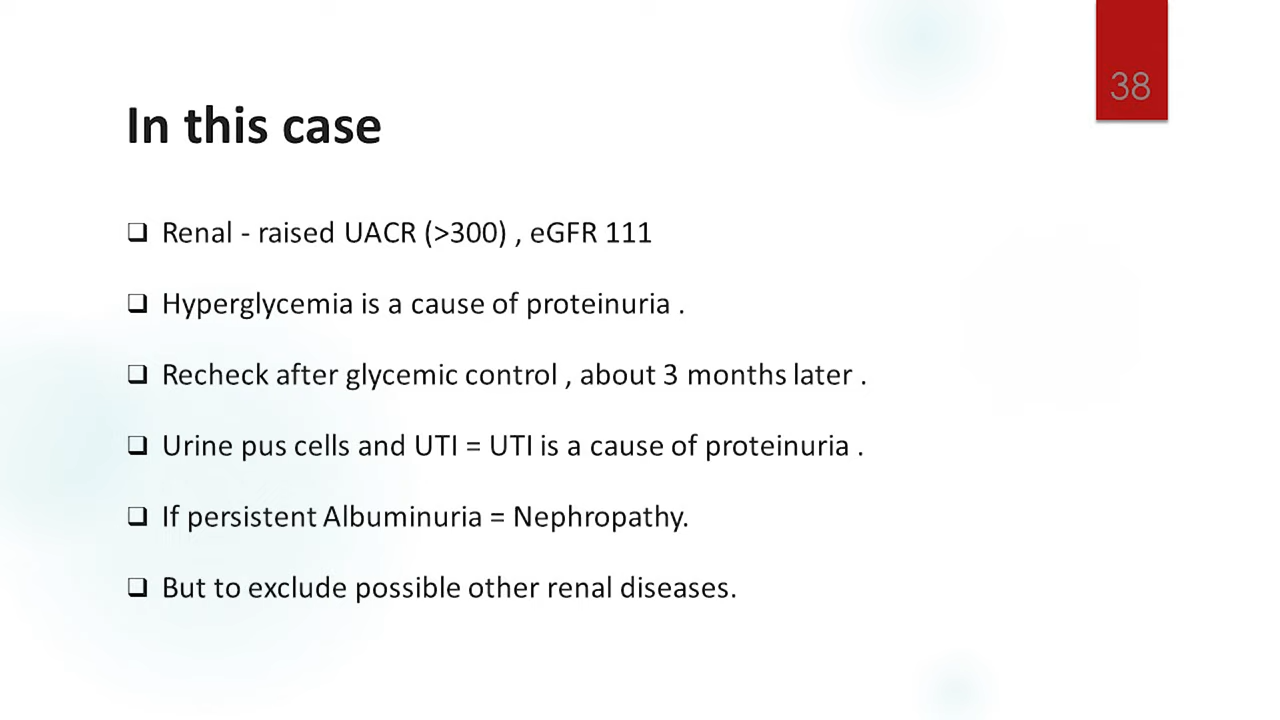 38
In this case
❑ Renal - raised UACR (>300) , eGFR 111
❑ Hyperglycemia is a cause of proteinuria .
❑ Recheck after glycemic control , about 3 months later .
❑ Urine pus cells and UTI = UTI is a cause of proteinuria .
❑ If persistent Albuminuria = Nephropathy.
❑ But to exclude possible other renal diseases.